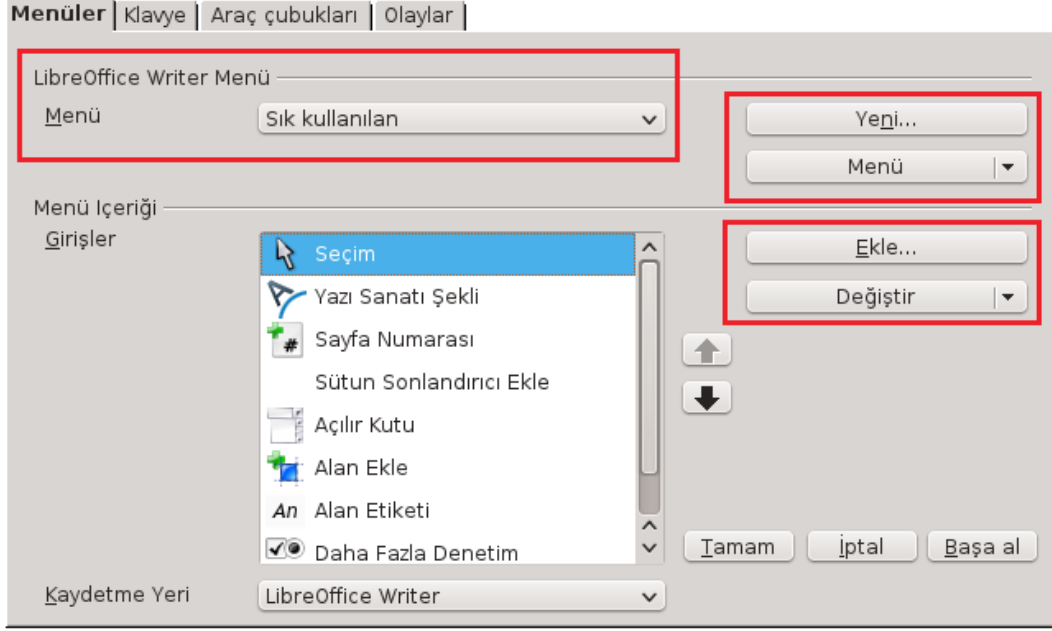 Menüler Klavye Araç çubukları Olaylar
LibreOffice Writer Menü
Menü Sık kullanılan Yeni...
Menü
Menü Içeriği
Girişler Seçim Ekle...
Yazı Sanatı Şekli Değiştir
# Sayfa Numarası
Sütun Sonlandırıcı Ekle
Açılır Kutu
Alan Ekle
An Alan Etiketi
Daha Fazla Denetim Tamam İptal Başa al
Kaydetme Yeri LibreOffice Writer